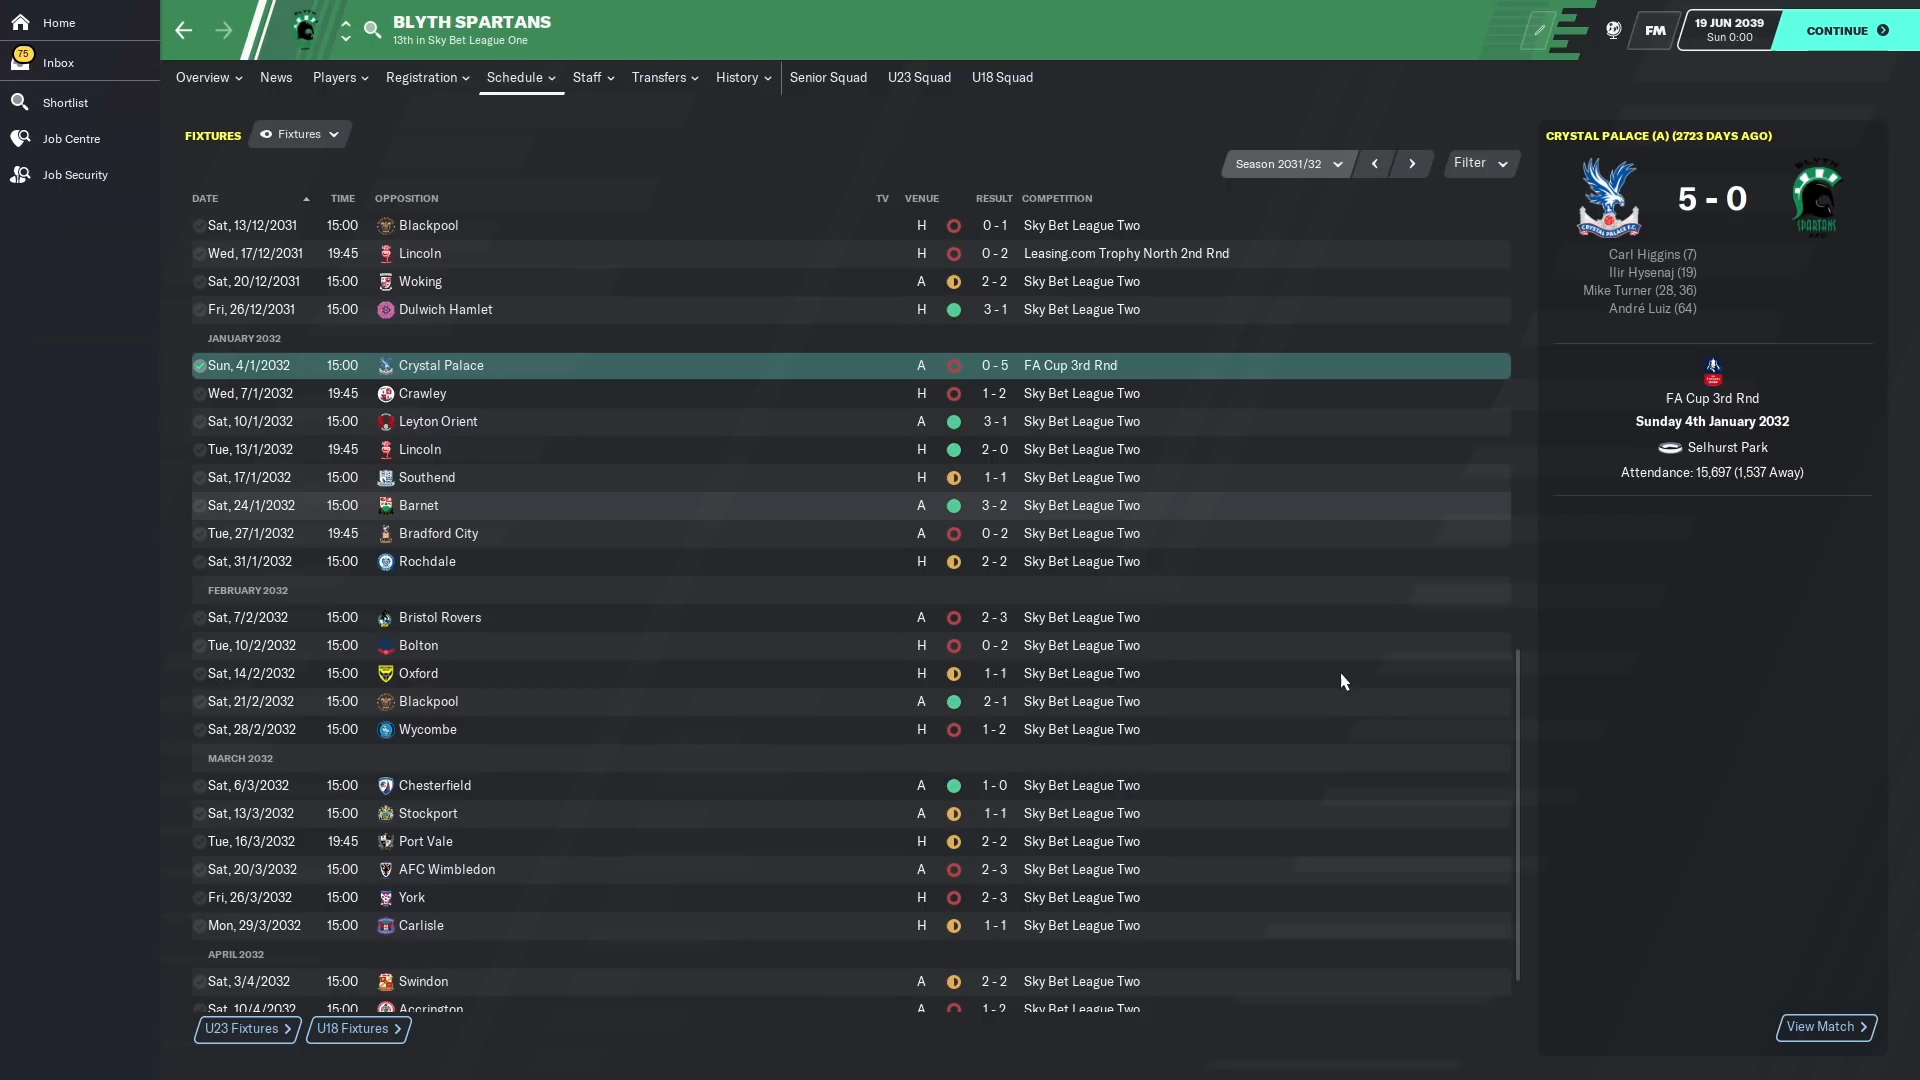 Home
75
Inbox
Shortlist
Job Centre
Job Security
BLYTH SPARTANS
13th in Sky Bet League One
FM
19 JUN 2039
Sun 0:00
CONTINUE
Overview News Players Registration Schedule Staff Transfers History Senior Squad U23 Squad U18 Squad
FIXTURES Fixtures
Season 2031/32 Filter
DATE TIME OPPOSITION TV VENUE RESULT COMPETITION
Sat, 13/12/2031 15:00 Blackpool H 0 - 1 Sky Bet League Two
Wed, 17/12/2031 19:45 Lincoln H 0 - 2 Leasing.com Trophy North 2nd Rnd
Sat, 20/12/2031 15:00 Woking A 2 - 2 Sky Bet League Two
Fri, 26/12/2031 15:00 Dulwich Hamlet H 3 - 1 Sky Bet League Two
JANUARY 2032
Sun, 4/1/2032 15:00 Crystal Palace A 0 - 5 FA Cup 3rd Rnd
Wed, 7/1/2032 19:45 Crawley H 1 - 2 Sky Bet League Two
Sat, 10/1/2032 15:00 Leyton Orient A 3 - 1 Sky Bet League Two
Tue, 13/1/2032 19:45 Lincoln H 2 - 0 Sky Bet League Two
Sat, 17/1/2032 15:00 Southend H 1 - 1 Sky Bet League Two
Sat, 24/1/2032 15:00 Barnet A 3 - 2 Sky Bet League Two
Tue, 27/1/2032 19:45 Bradford City A 0 - 2 Sky Bet League Two
Sat, 31/1/2032 15:00 Rochdale H 2 - 2 Sky Bet League Two
FEBRUARY 2032
Sat, 7/2/2032 15:00 Bristol Rovers A 2 - 3 Sky Bet League Two
Tue, 10/2/2032 15:00 Bolton H 0 - 2 Sky Bet League Two
Sat, 14/2/2032 15:00 Oxford H 1 - 1 Sky Bet League Two
Sat, 21/2/2032 15:00 Blackpool A 2 - 1 Sky Bet League Two
Sat, 28/2/2032 15:00 Wycombe H 1 - 2 Sky Bet League Two
MARCH 2032
Sat, 6/3/2032 15:00 Chesterfield A 1 - 0 Sky Bet League Two
Sat, 13/3/2032 15:00 Stockport A 1 - 1 Sky Bet League Two
Tue, 16/3/2032 19:45 Port Vale H 2 - 2 Sky Bet League Two
Sat, 20/3/2032 15:00 AFC Wimbledon A 2 - 3 Sky Bet League Two
Fri, 26/3/2032 15:00 York H 2 - 3 Sky Bet League Two
Mon, 29/3/2032 15:00 Carlisle H 1 - 1 Sky Bet League Two
APRIL 2032
Sat, 3/4/2032 15:00 Swindon A 2 - 2 Sky Bet League Two
Sat, 10/4/2032 15:00 Accrington A 1 - 2 Sky Bet League Two
U23 Fixtures U18 Fixtures
CRYSTAL PALACE (A) (2723 DAYS AGO)
CRYSTAL PALACE F.C.
5 - 0
BLYTH
SPARTANS
Carl Higgins (7)
Ilir Hysenaj (19)
Mike Turner (28, 36)
André Luiz (64)
FA Cup 3rd Rnd
Sunday 4th January 2032
Selhurst Park
Attendance: 15,697 (1,537 Away)
View Match